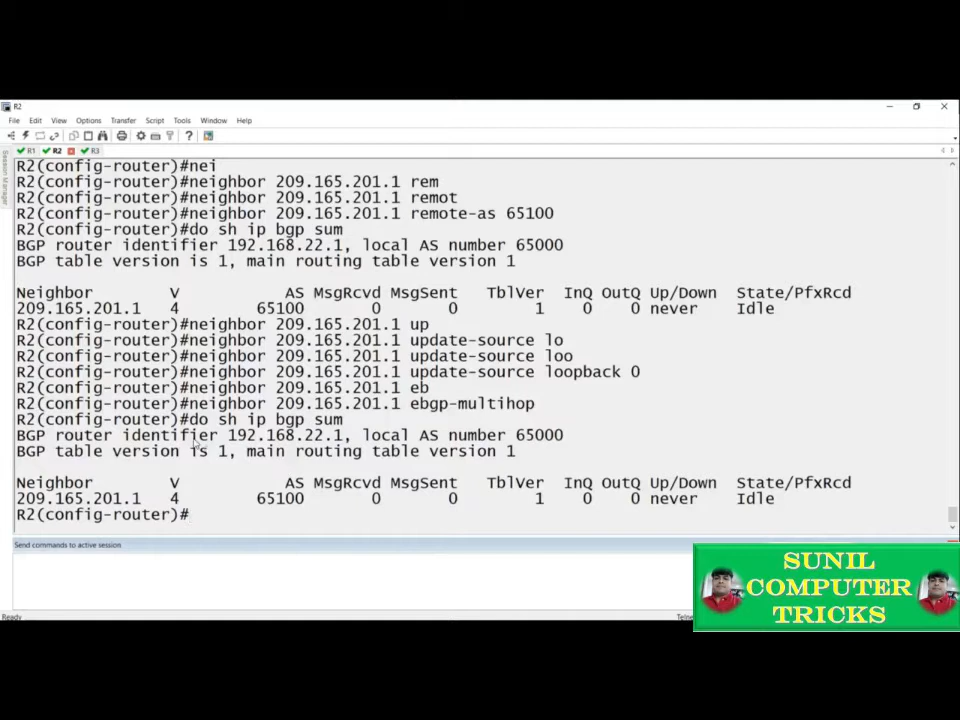 R2
File Edit View Options Transfer Script Tools Window Help
R1 R2 R3
Session Manager
R2(config-router)#nei
R2(config-router)#neighbor 209.165.201.1 rem
R2(config-router)#neighbor 209.165.201.1 remot
R2(config-router)#neighbor 209.165.201.1 remote-as 65100
R2(config-router)#do sh ip bgp sum
BGP router identifier 192.168.22.1, local AS number 65000
BGP table version is 1, main routing table version 1
Neighbor V AS MsgRcvd MsgSent TblVer InQ OutQ Up/Down State/PfxRcd
209.165.201.1 4 65100 0 0 1 0 0 never Idle
R2(config-router)#neighbor 209.165.201.1 up
R2(config-router)#neighbor 209.165.201.1 update-source lo
R2(config-router)#neighbor 209.165.201.1 update-source loo
R2(config-router)#neighbor 209.165.201.1 update-source loopback 0
R2(config-router)#neighbor 209.165.201.1 eb
R2(config-router)#neighbor 209.165.201.1 ebgp-multihop
R2(config-router)#do sh ip bgp sum
BGP router identifier 192.168.22.1, local AS number 65000
BGP table version is 1, main routing table version 1
Neighbor V AS MsgRcvd MsgSent TblVer InQ OutQ Up/Down State/PfxRcd
209.165.201.1 4 65100 0 0 1 0 0 never Idle
R2(config-router)#
Send commands to active session
SUNIL
COMPUTER
TRICKS
Ready